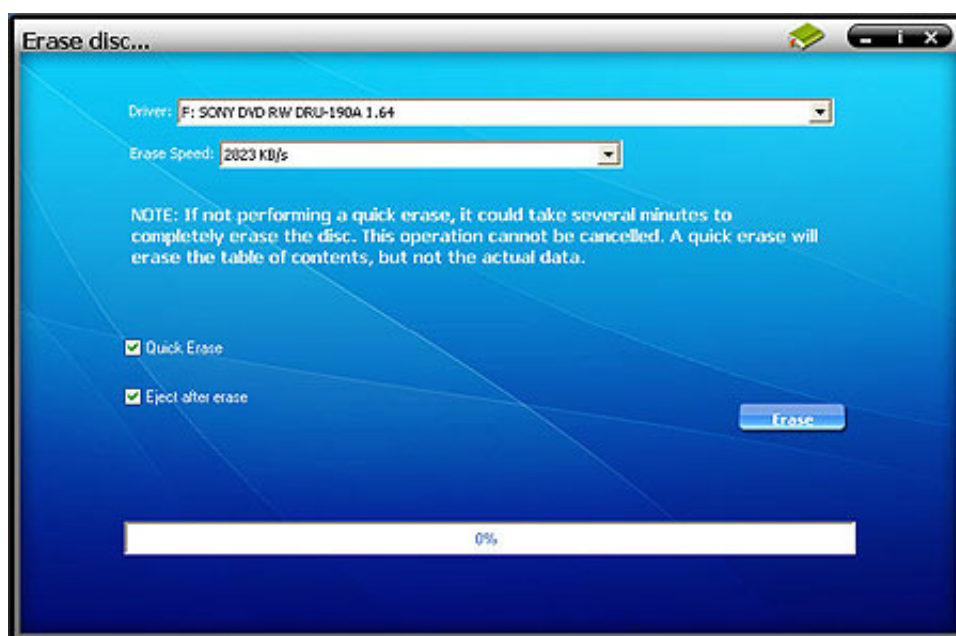 Erase disc...
Driver: F: SONY DVD RW DRU-190A 1.64
Erase Speed: 2823 KB/s
NOTE: If not performing a quick erase, it could take several minutes to
completely erase the disc. This operation cannot be cancelled. A quick erase will
erase the table of contents, but not the actual data.
Quick Erase
Eject after erase
Erase
0%